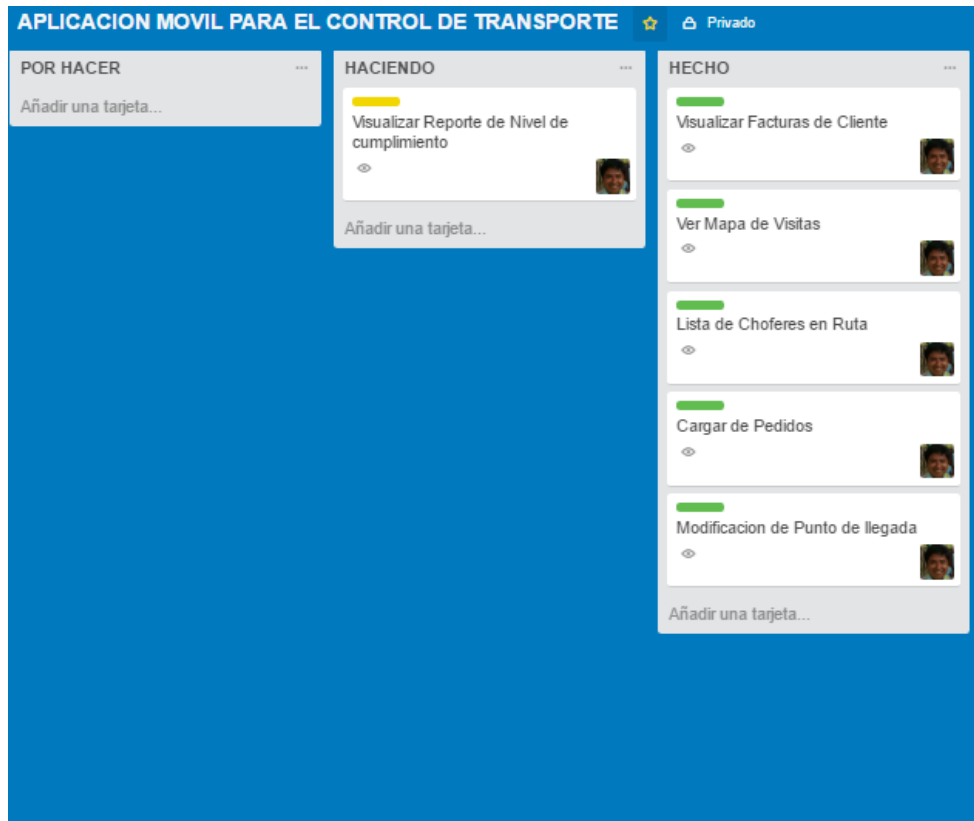 APLICACION MOVIL PARA EL CONTROL DE TRANSPORTE Privado
POR HACER
Añadir una tarjeta...
HACIENDO
Visualizar Reporte de Nivel de
cumplimiento
Añadir una tarjeta...
HECHO
Visualizar Facturas de Cliente
Ver Mapa de Visitas
Lista de Choferes en Ruta
Cargar de Pedidos
Modificacion de Punto de llegada
Añadir una tarjeta...